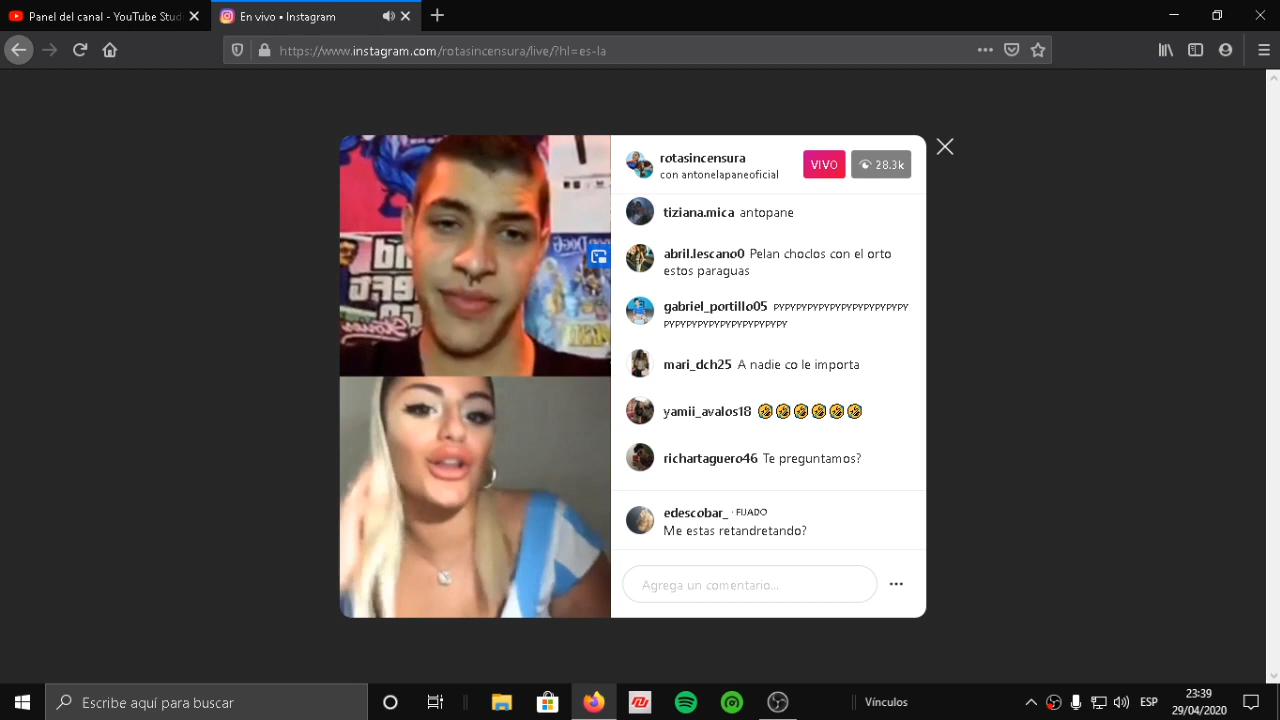 Panel del canal - YouTube Stud
En vivo • Instagram
https://www.instagram.com/rotasincensura/live/?hl=es-la
rotasincensura
con antonelapaneoficial
VIVO
28.3k
tiziana.mica antopane
abril.lescano0 Pelan choclos con el orto
estos paraguas
gabriel_portillo05 PYPYPYPYPYPYPYPYPYPYPYPY
PYPYPYPYPYPYPYPYPYPYPY
mari_dch25 A nadie co le importa
yamii_avalos18 🤣🤣🤣🤣🤣🤣
richartaguero46 Te preguntamos?
edescobar_ · FIJADO
Me estas retandretando?
Agrega un comentario...
Escribe aquí para buscar
Vínculos
ESP
23:39
29/04/2020